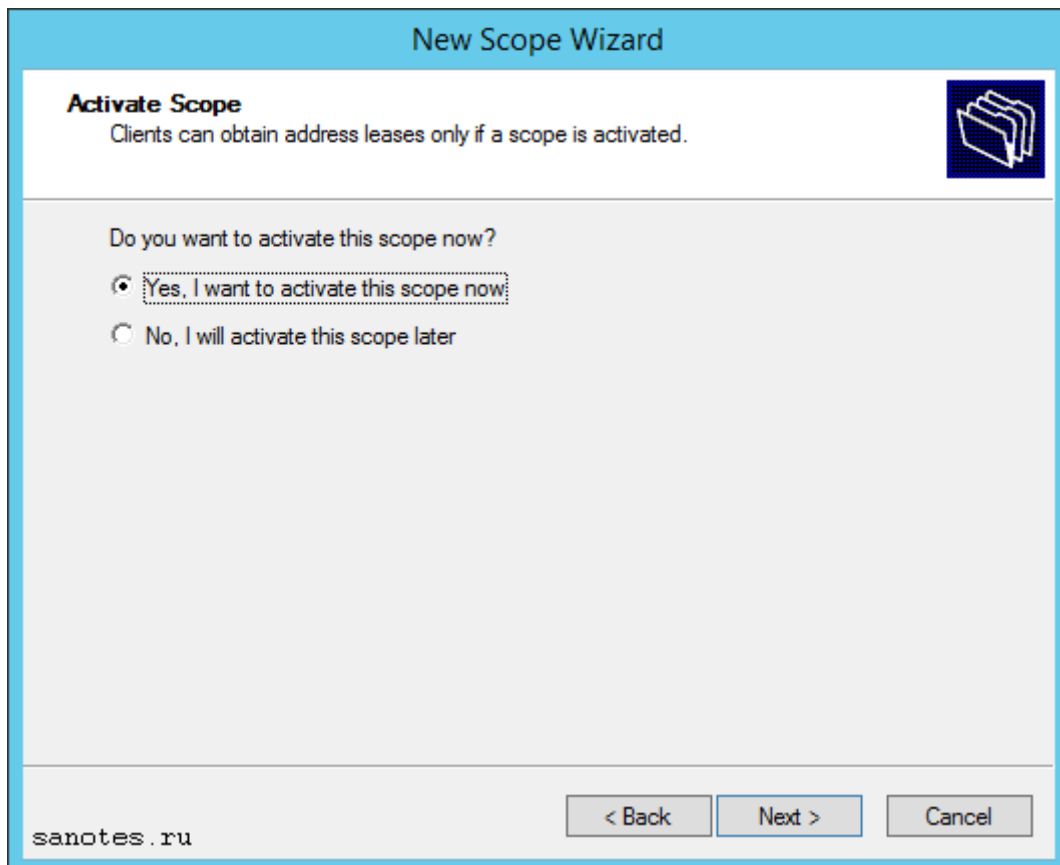 New Scope Wizard
Activate Scope
Clients can obtain address leases only if a scope is activated.
Do you want to activate this scope now?
Yes, I want to activate this scope now
No, I will activate this scope later
< Back Next > Cancel
sanotes.ru